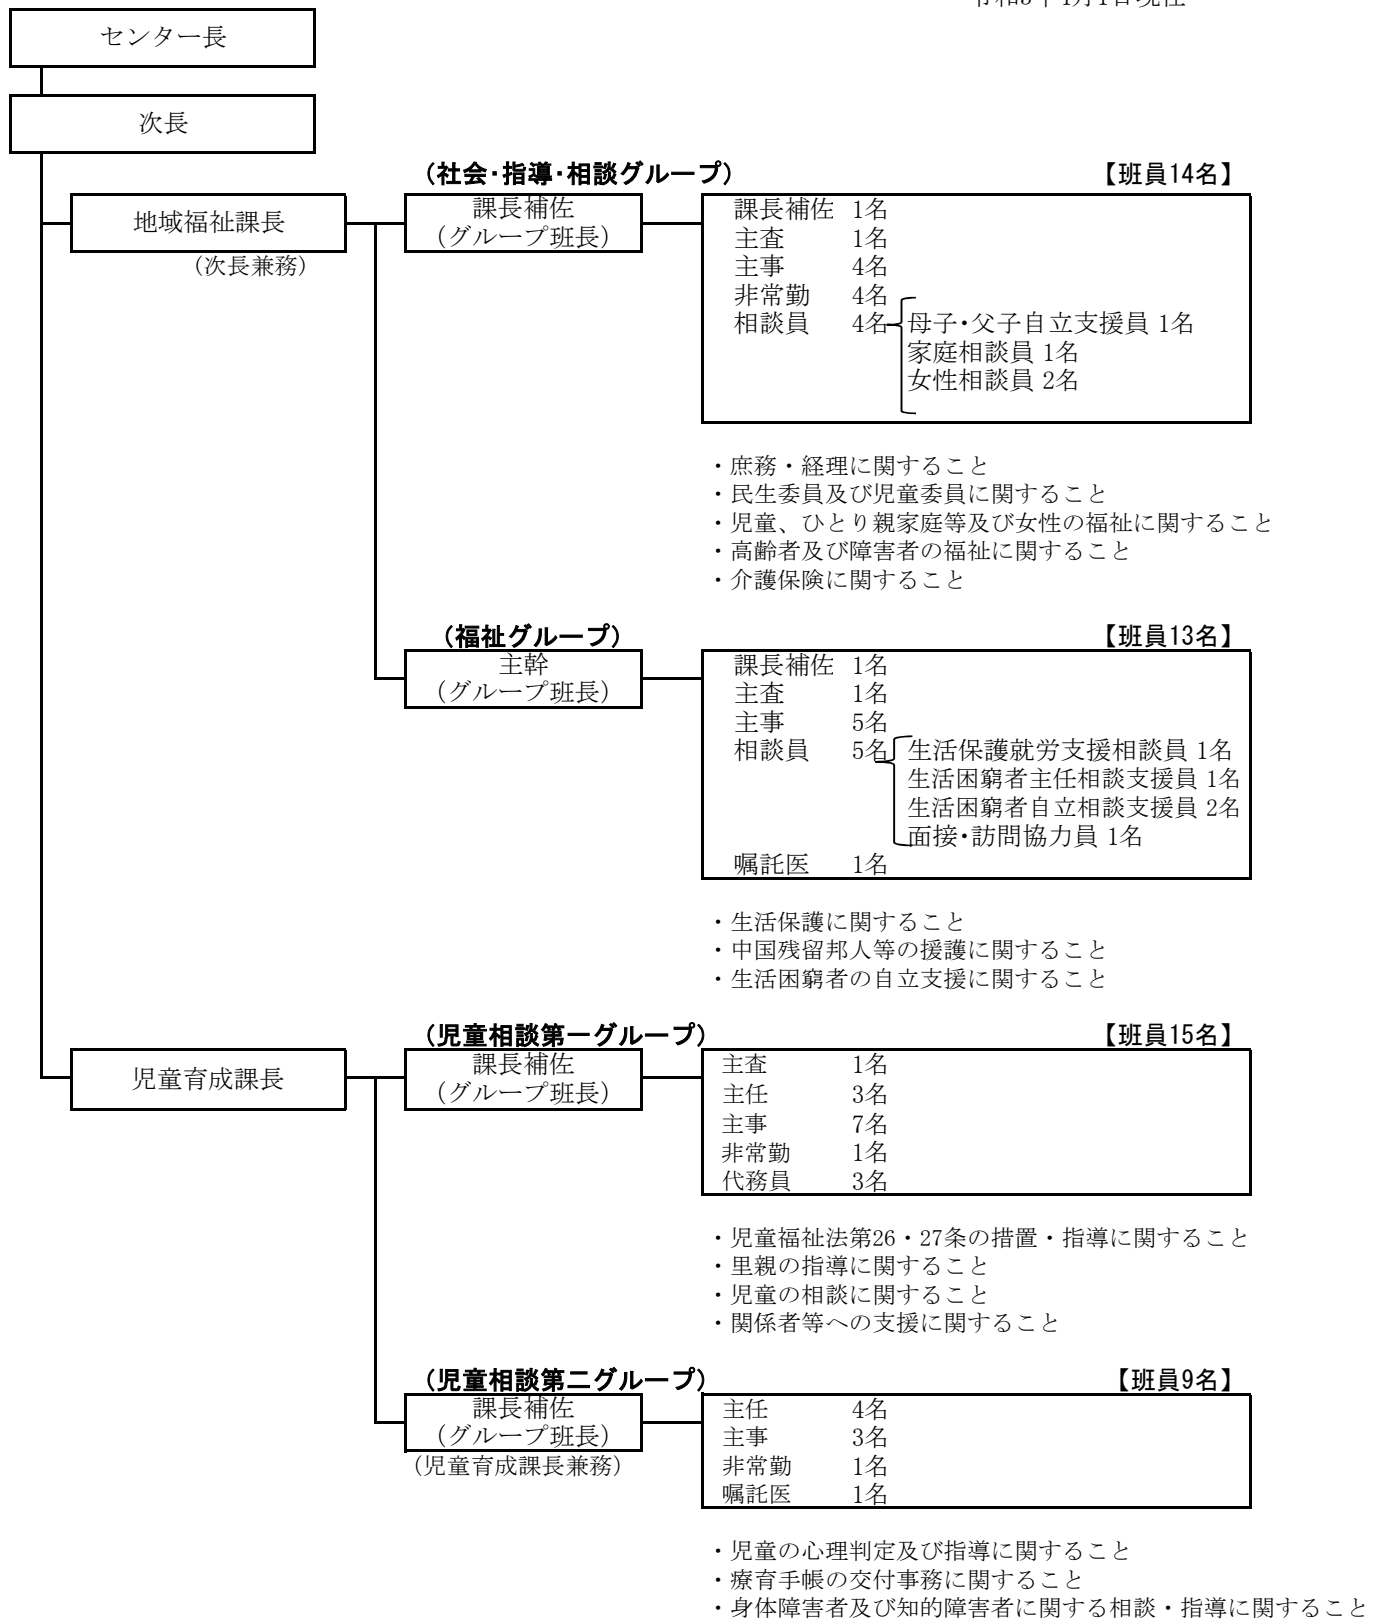 センター長
次長
（社会・指導・相談グループ）
【班員14名】
地域福祉課長
（次長兼務）
課長補佐
（グループ班長）
課長補佐 1名
主査 1名
主事 4名
非常勤 4名
相談員 4名
母子・父子自立支援員 1名
家庭相談員 1名
女性相談員 2名
・庶務・経理に関すること
・民生委員及び児童委員に関すること
・児童、ひとり親家庭等及び女性の福祉に関すること
・高齢者及び障害者の福祉に関すること
・介護保険に関すること
（福祉グループ）
【班員13名】
主幹
（グループ班長）
課長補佐 1名
主査 1名
主事 5名
相談員 5名
生活保護就労支援相談員 1名
生活困窮者主任相談支援員 1名
生活困窮者自立相談支援員 2名
面接・訪問協力員 1名
嘱託医 1名
・生活保護に関すること
・中国残留邦人等の援護に関すること
・生活困窮者の自立支援に関すること
（児童相談第一グループ）
【班員15名】
児童育成課長
課長補佐
（グループ班長）
主査 1名
主任 3名
主事 7名
非常勤 1名
代務員 3名
・児童福祉法第26・27条の措置・指導に関すること
・里親の指導に関すること
・児童の相談に関すること
・関係者等への支援に関すること
（児童相談第二グループ）
【班員9名】
課長補佐
（グループ班長）
（児童育成課長兼務）
主任 4名
主事 3名
非常勤 1名
嘱託医 1名
・児童の心理判定及び指導に関すること
・療育手帳の交付事務に関すること
・身体障害者及び知的障害者に関する相談・指導に関すること